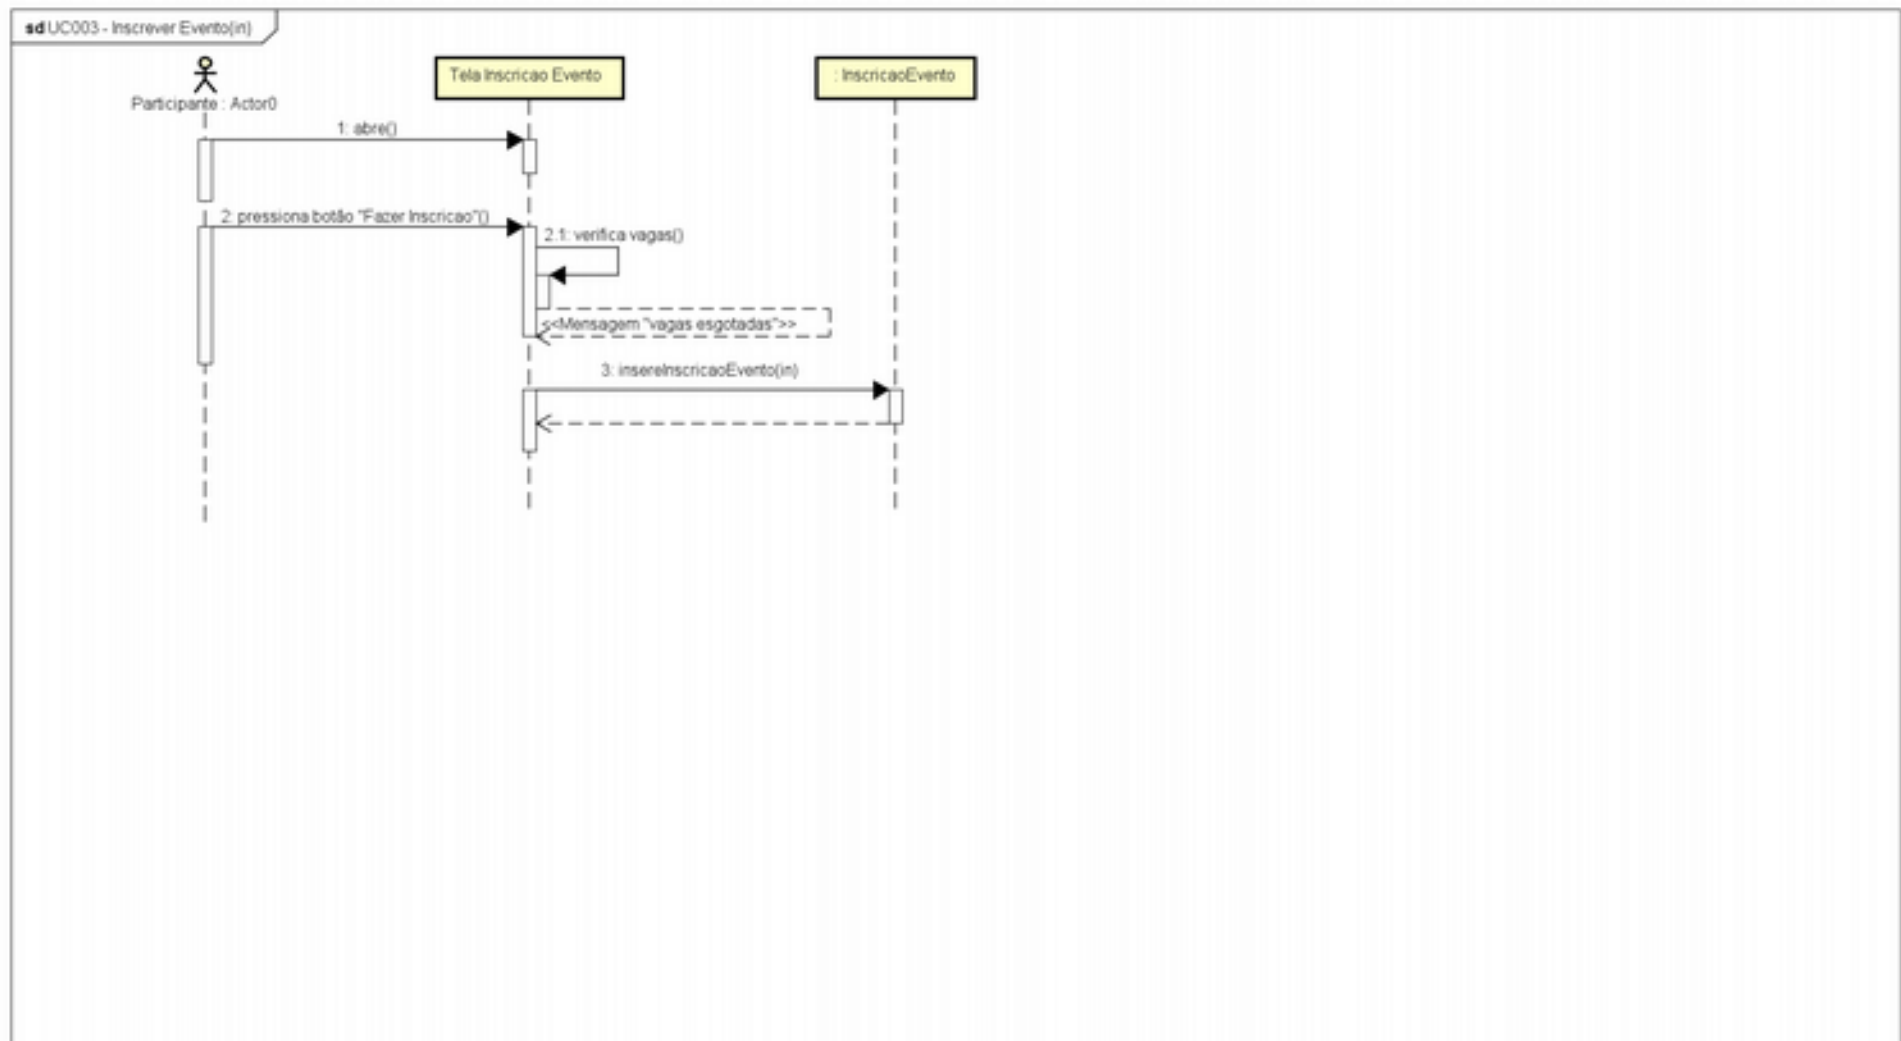 sd UC003 - Inscrever Evento(in)
Participante : Actor0
Tela Inscricao Evento
: InscricaoEvento
1: abre()
2: pressiona botão "Fazer Inscricao"()
2.1: verifica vagas()
<<Mensagem "vagas esgotadas">>
3: insereInscricaoEvento(in)